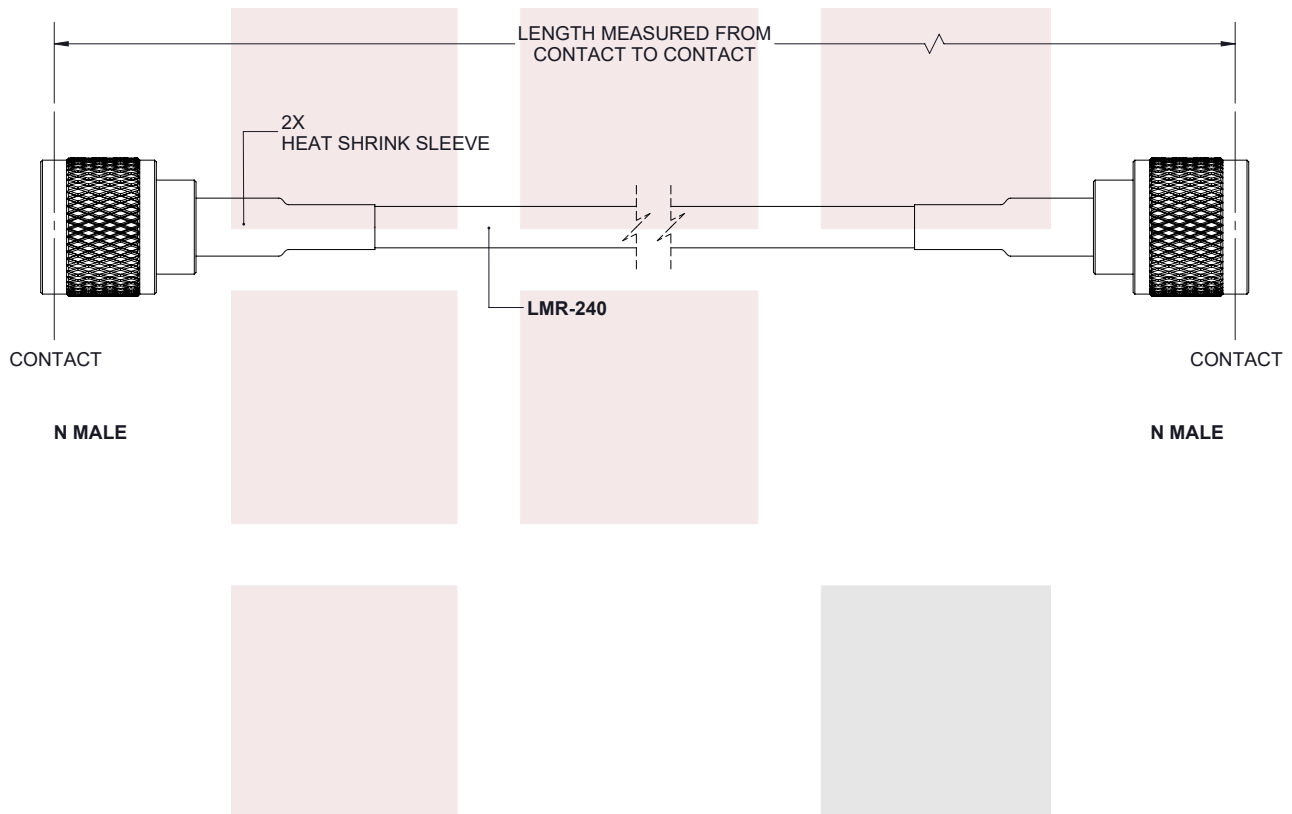 LENGTH MEASURED FROM
CONTACT TO CONTACT
2X
HEAT SHRINK SLEEVE
LMR-240
CONTACT
CONTACT
N MALE
N MALE